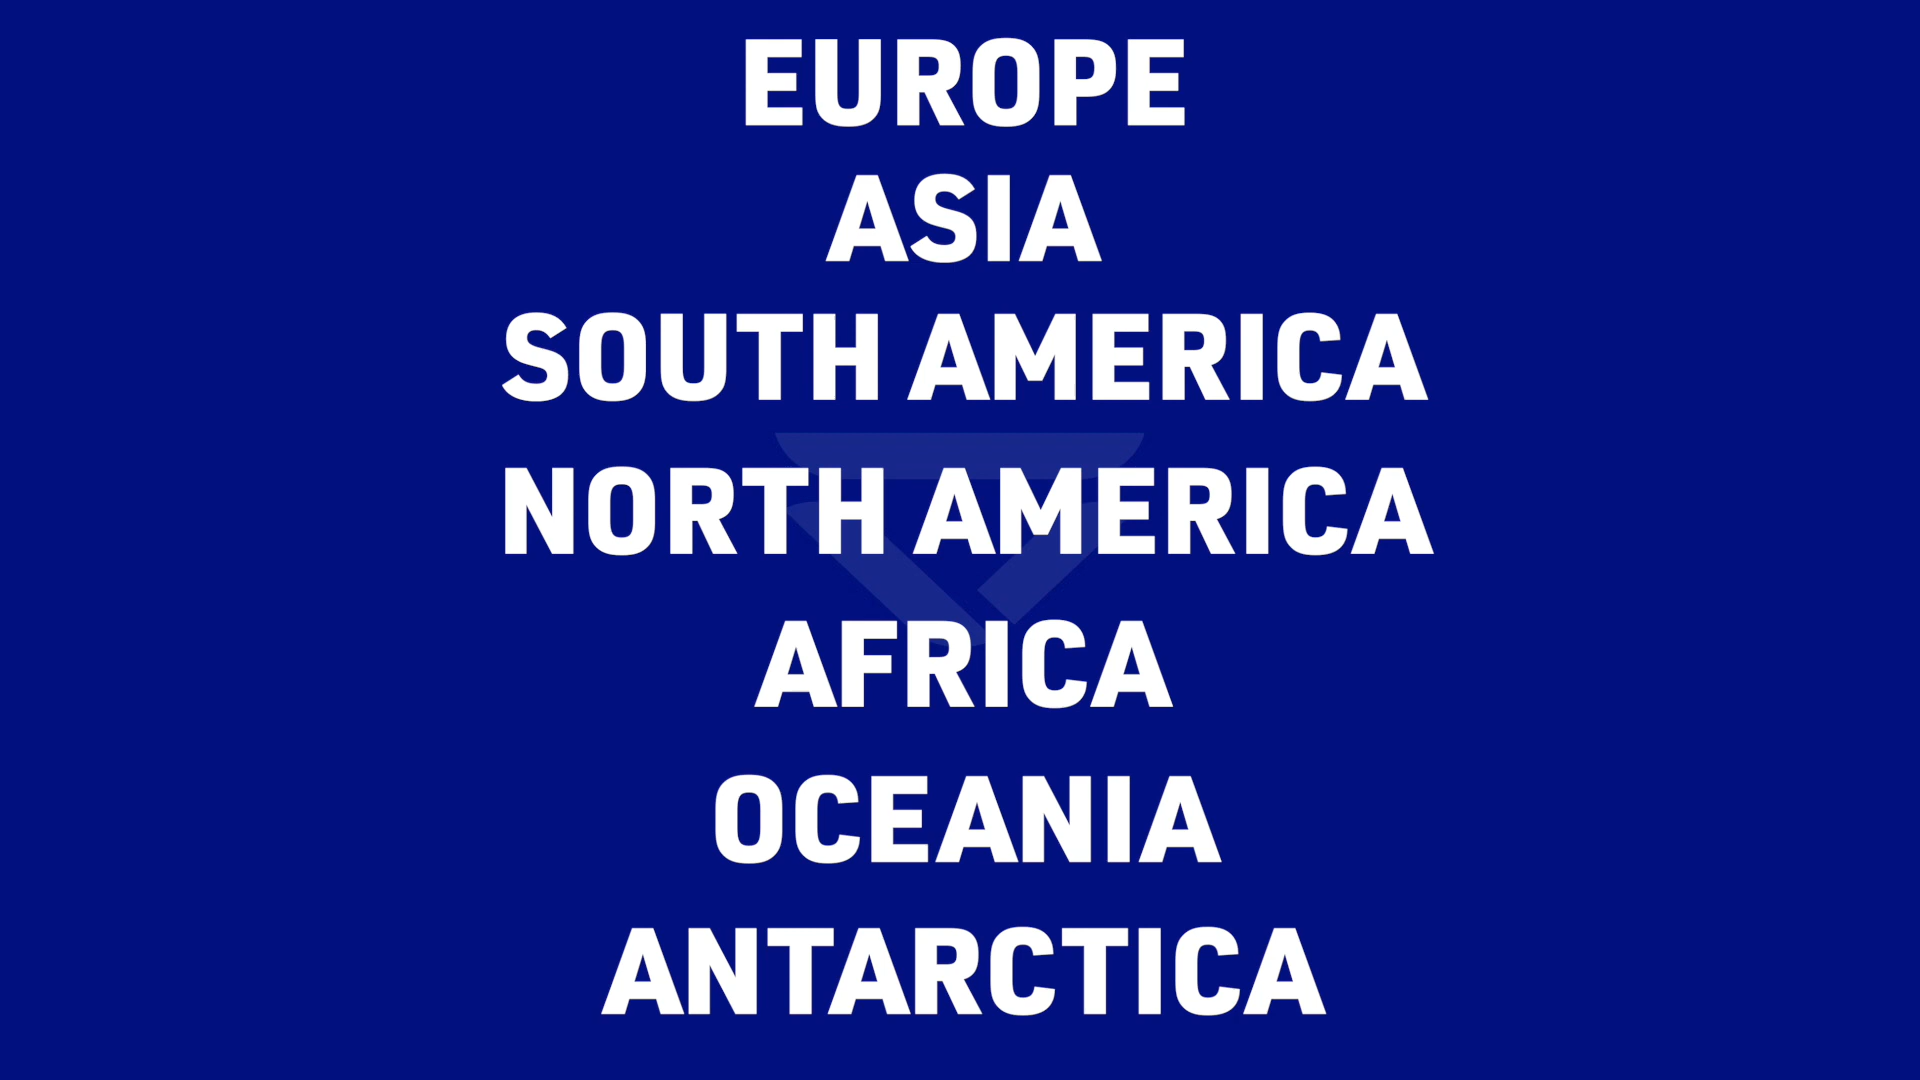 EUROPE
ASIA
SOUTH AMERICA
NORTH AMERICA
AFRICA
OCEANIA
ANTARCTICA